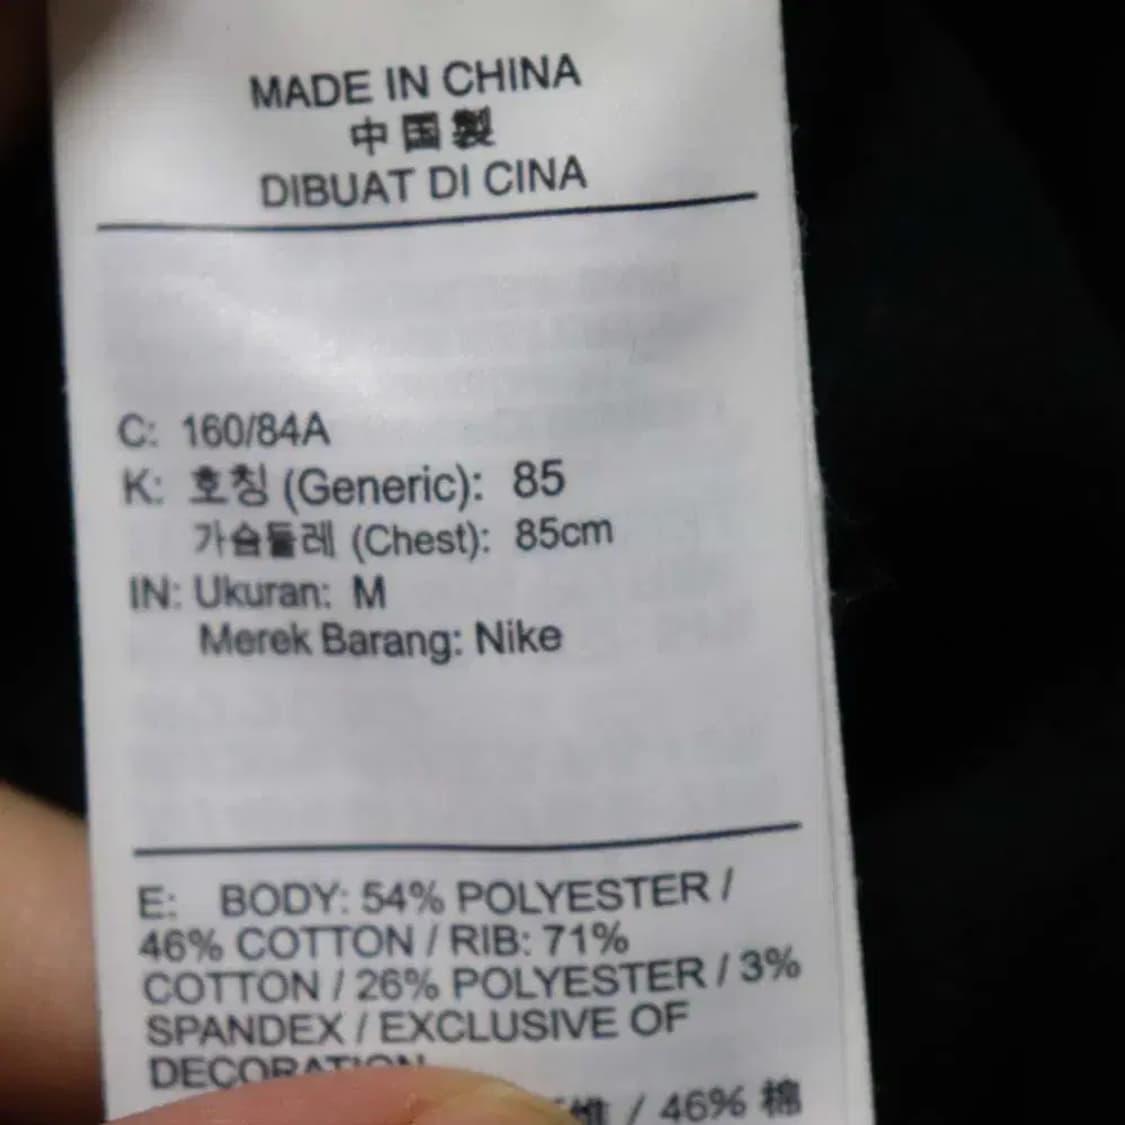 MADE IN CHINA
中国製
DIBUAT DI CINA
C: 160/84A
K: 호칭 (Generic): 85
가슴둘레 (Chest): 85cm
IN: Ukuran: M
Merek Barang: Nike
E: BODY: 54% POLYESTER /
46% COTTON / RIB: 71%
COTTON / 26% POLYESTER / 3%
SPANDEX / EXCLUSIVE OF
DECORATION
维 / 46% 棉